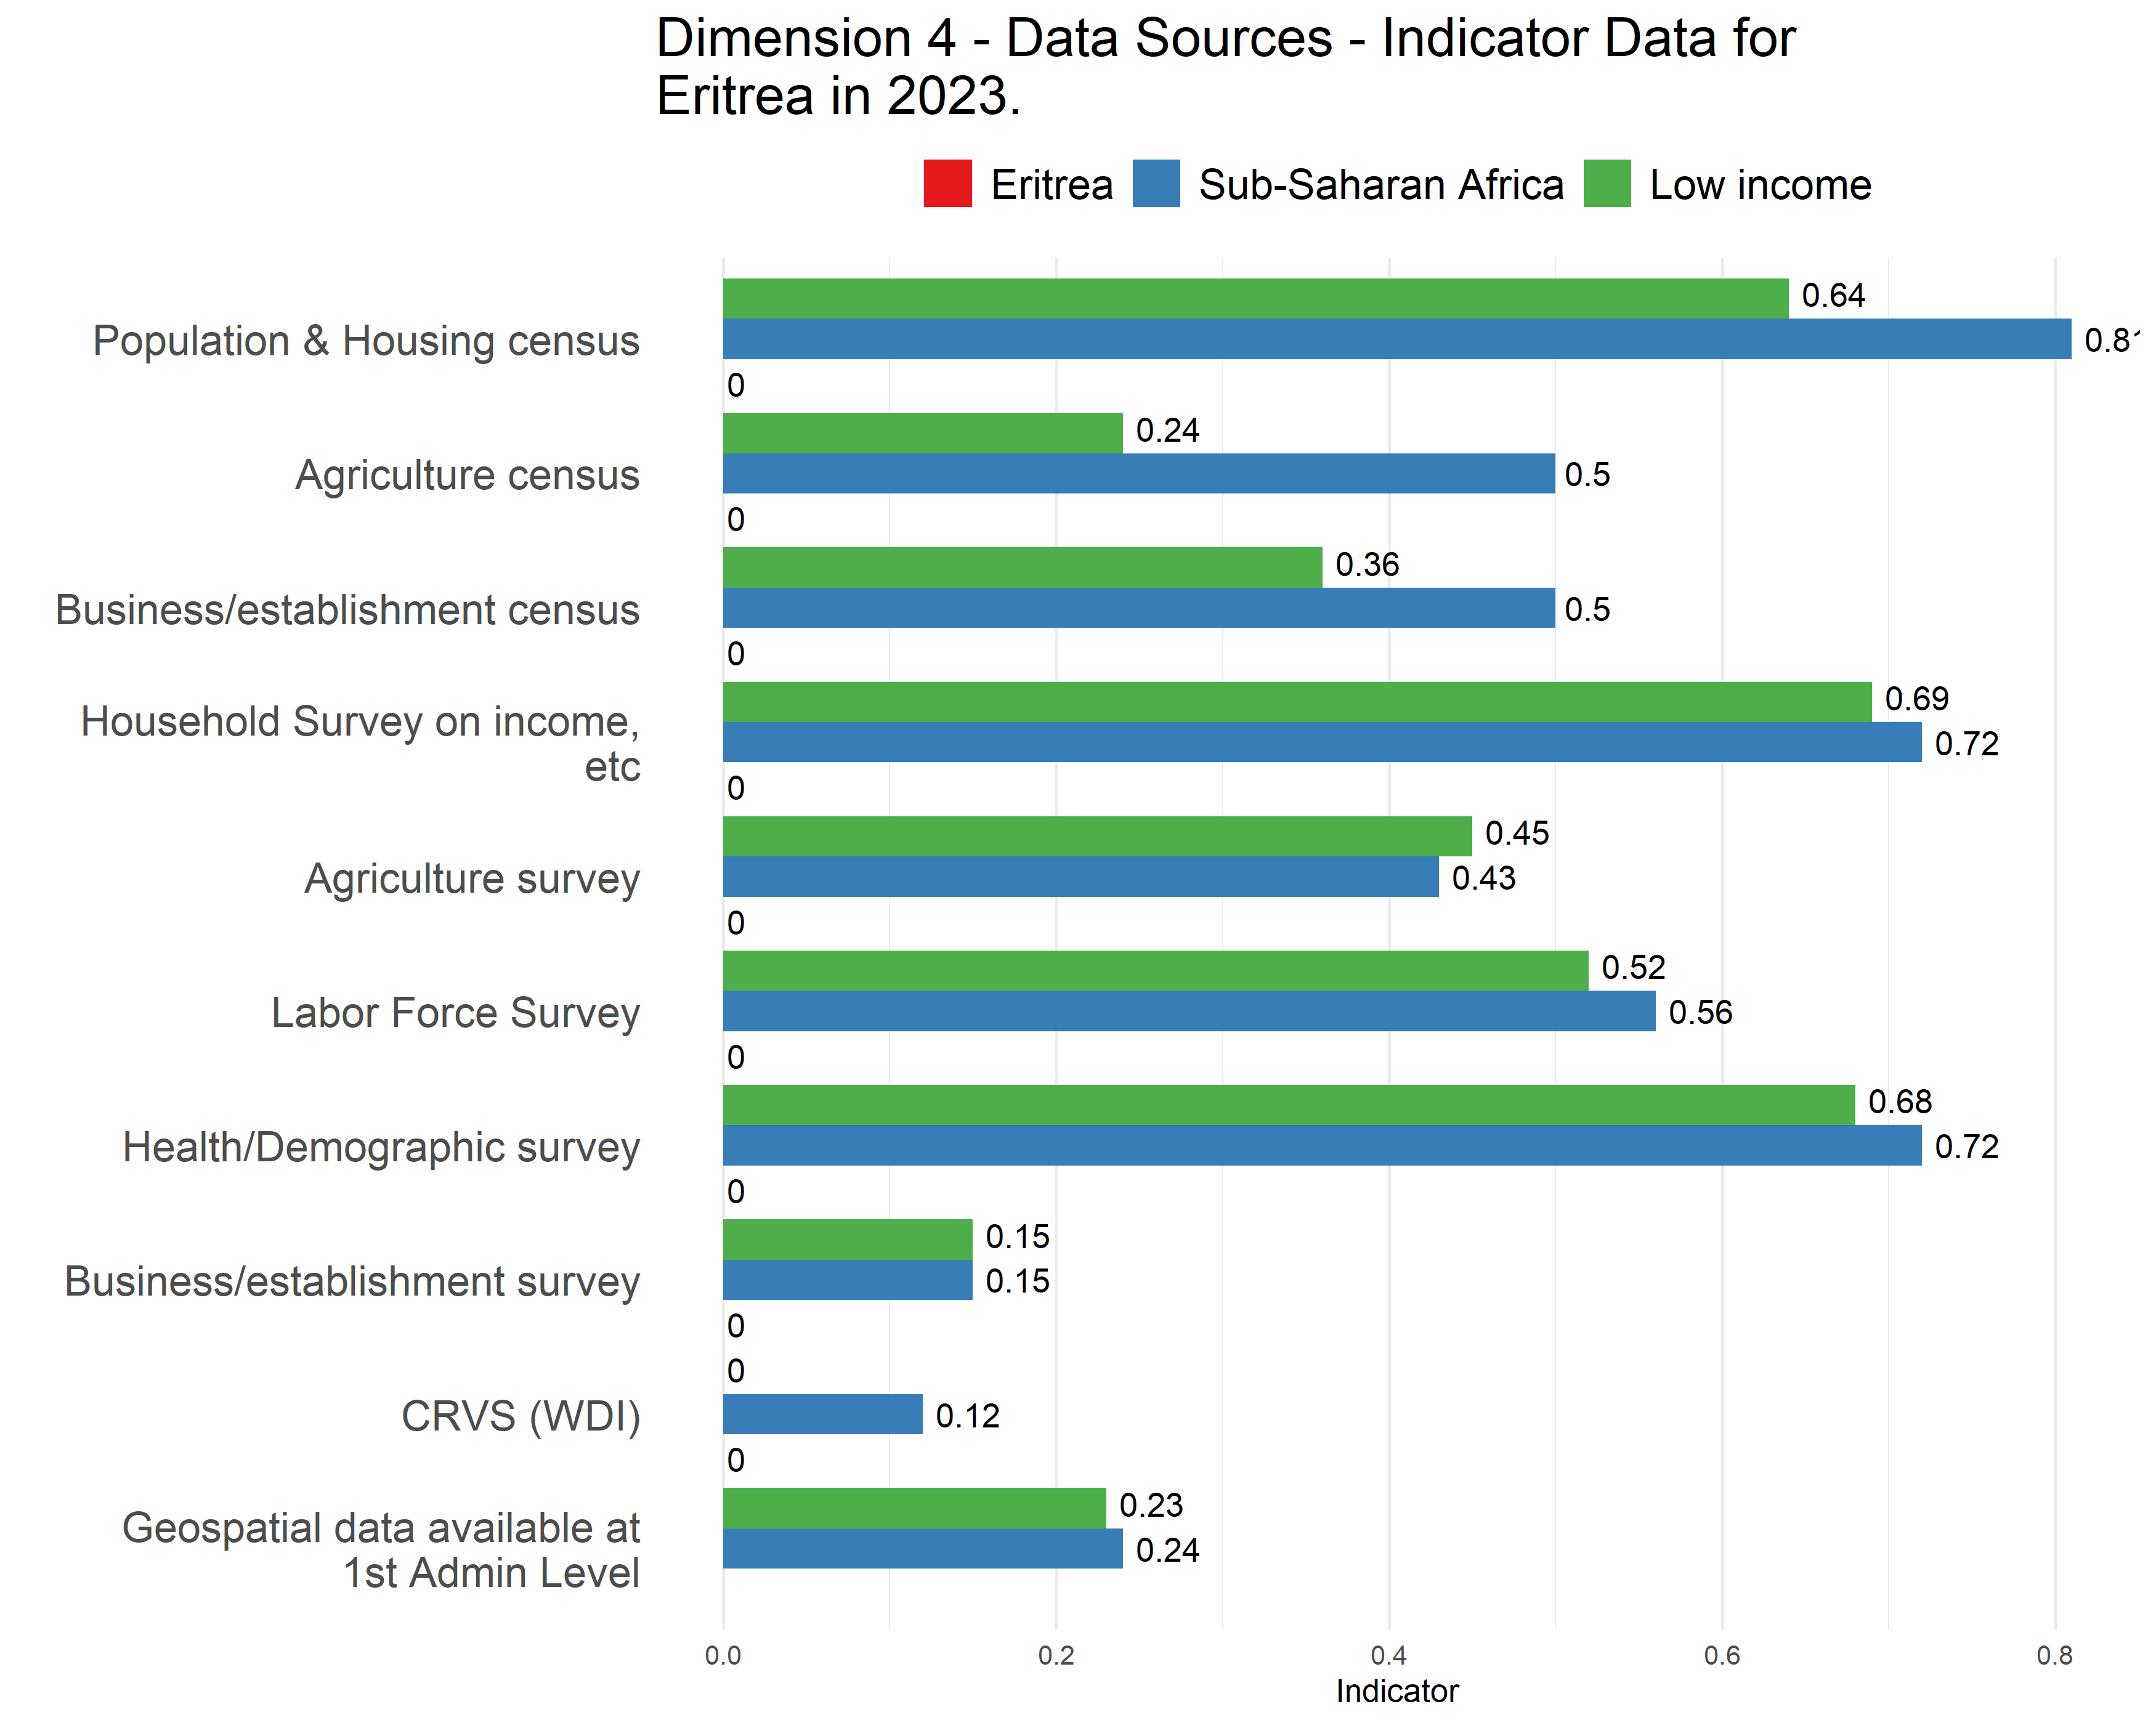 Dimension 4 - Data Sources - Indicator Data for
Eritrea in 2023.
Eritrea
Sub-Saharan Africa
Low income
Population & Housing census
0.64
0.81
0
Agriculture census
0.24
0.5
0
Business/establishment census
0.36
0.5
0
Household Survey on income,
etc
0.69
0.72
0
Agriculture survey
0.45
0.43
0
Labor Force Survey
0.52
0.56
0
Health/Demographic survey
0.68
0.72
0
Business/establishment survey
0.15
0.15
0
CRVS (WDI)
0
0.12
0
Geospatial data available at
1st Admin Level
0.23
0.24
0.0
0.2
0.4
0.6
0.8
Indicator